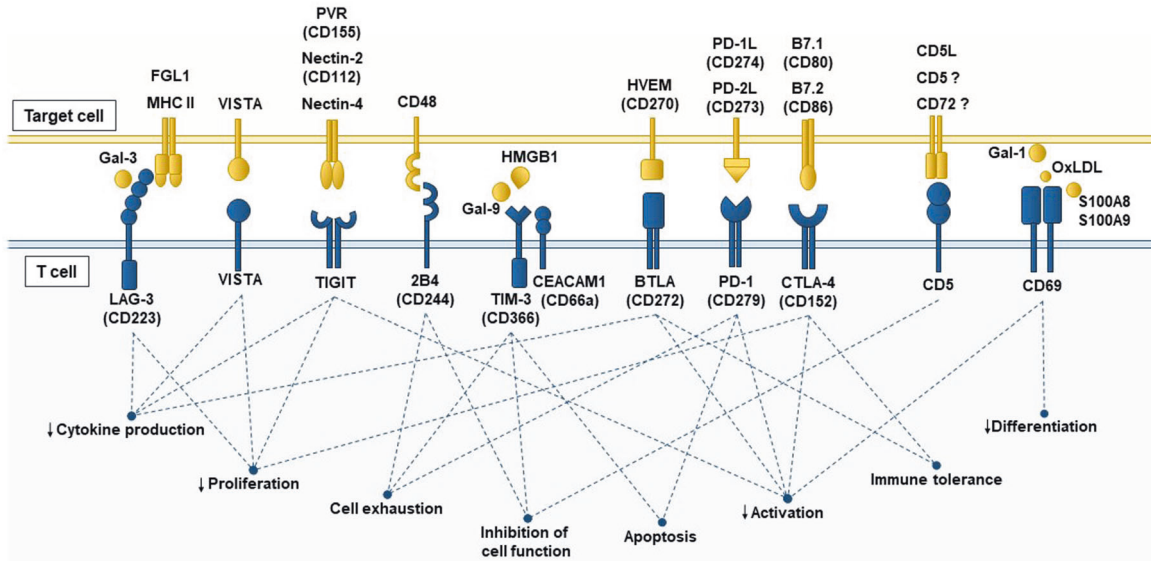 PVR
(CD155)
Nectin-2
(CD112)
Nectin-4
FGL1
MHC II
VISTA
CD48
HVEM
(CD270)
PD-1L
(CD274)
PD-2L
(CD273)
B7.1
(CD80)
B7.2
(CD86)
CD5L
CD5 ?
CD72 ?
Target cell
Gal-3
HMGB1
Gal-9
Gal-1
OxLDL
S100A8
S100A9
T cell
LAG-3
(CD223)
VISTA
TIGIT
2B4
(CD244)
TIM-3
(CD366)
CEACAM1
(CD66a)
BTLA
(CD272)
PD-1
(CD279)
CTLA-4
(CD152)
CD5
CD69
↓Cytokine production
↓Proliferation
Cell exhaustion
Inhibition of
cell function
Apoptosis
↓Activation
Immune tolerance
↓Differentiation